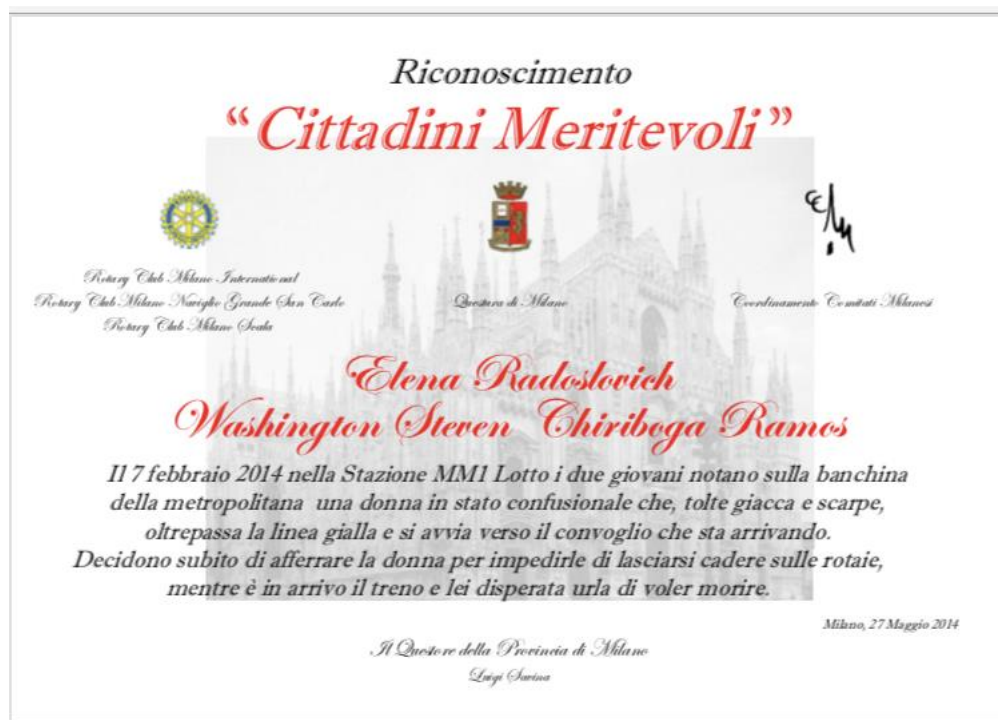 Riconoscimento
“Cittadini Meritevoli”
Rotary Club Milano International
Rotary Club Milano Naviglio Grande San Carlo
Rotary Club Milano Scala
Questura di Milano
Coordinamento Comitati Milanesi
Elena Radoslovich
Washington Steven Chiriboga Ramos
Il 7 febbraio 2014 nella Stazione MM1 Lotto i due giovani notano sulla banchina
della metropolitana una donna in stato confusionale che, tolte giacca e scarpe,
oltrepassa la linea gialla e si avvia verso il convoglio che sta arrivando.
Decidono subito di afferrare la donna per impedirle di lasciarsi cadere sulle rotaie,
mentre è in arrivo il treno e lei disperata urla di voler morire.
Milano, 27 Maggio 2014
Il Questore della Provincia di Milano
Luigi Savina